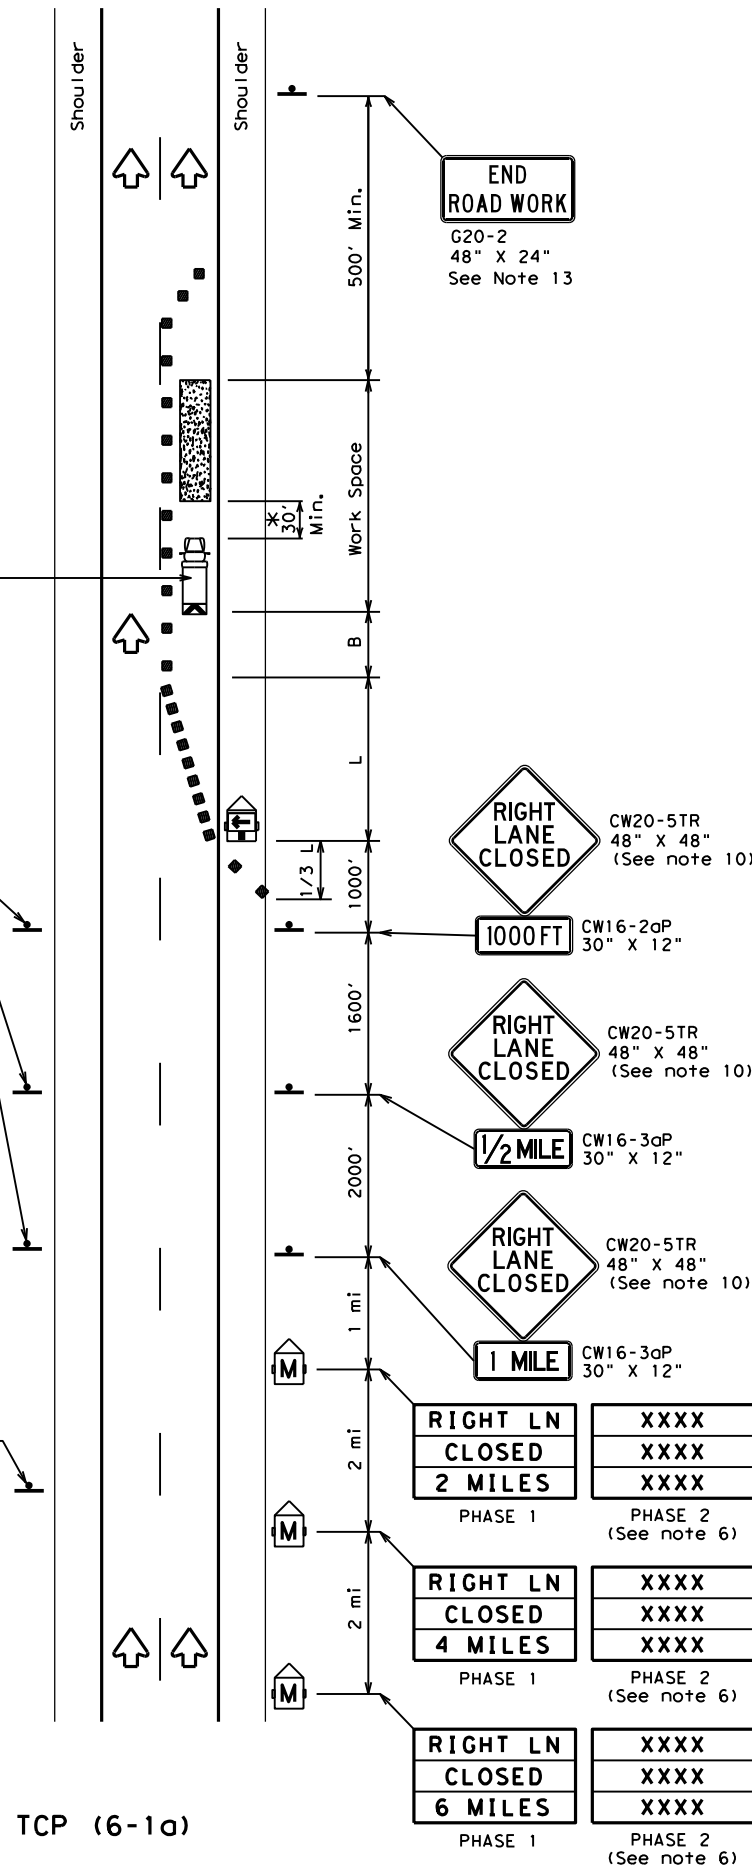 Shoulder
Shoulder
END
ROAD WORK
G20-2
48" X 24"
See Note 13
500' Min.
Work Space
*
30'
Min.
B
L
1/3 L
1000'
RIGHT
LANE
CLOSED
CW20-5TR
48" X 48"
(See note 10)
1000 FT
CW16-2aP
30" X 12"
1600'
RIGHT
LANE
CLOSED
CW20-5TR
48" X 48"
(See note 10)
1/2 MILE
CW16-3aP
30" X 12"
2000'
RIGHT
LANE
CLOSED
CW20-5TR
48" X 48"
(See note 10)
1 MILE
CW16-3aP
30" X 12"
1 mi
M
RIGHT LN
CLOSED
2 MILES
PHASE 1
XXXX
XXXX
XXXX
PHASE 2
(See note 6)
2 mi
M
RIGHT LN
CLOSED
4 MILES
PHASE 1
XXXX
XXXX
XXXX
PHASE 2
(See note 6)
2 mi
M
RIGHT LN
CLOSED
6 MILES
PHASE 1
XXXX
XXXX
XXXX
PHASE 2
(See note 6)
TCP (6-1a)